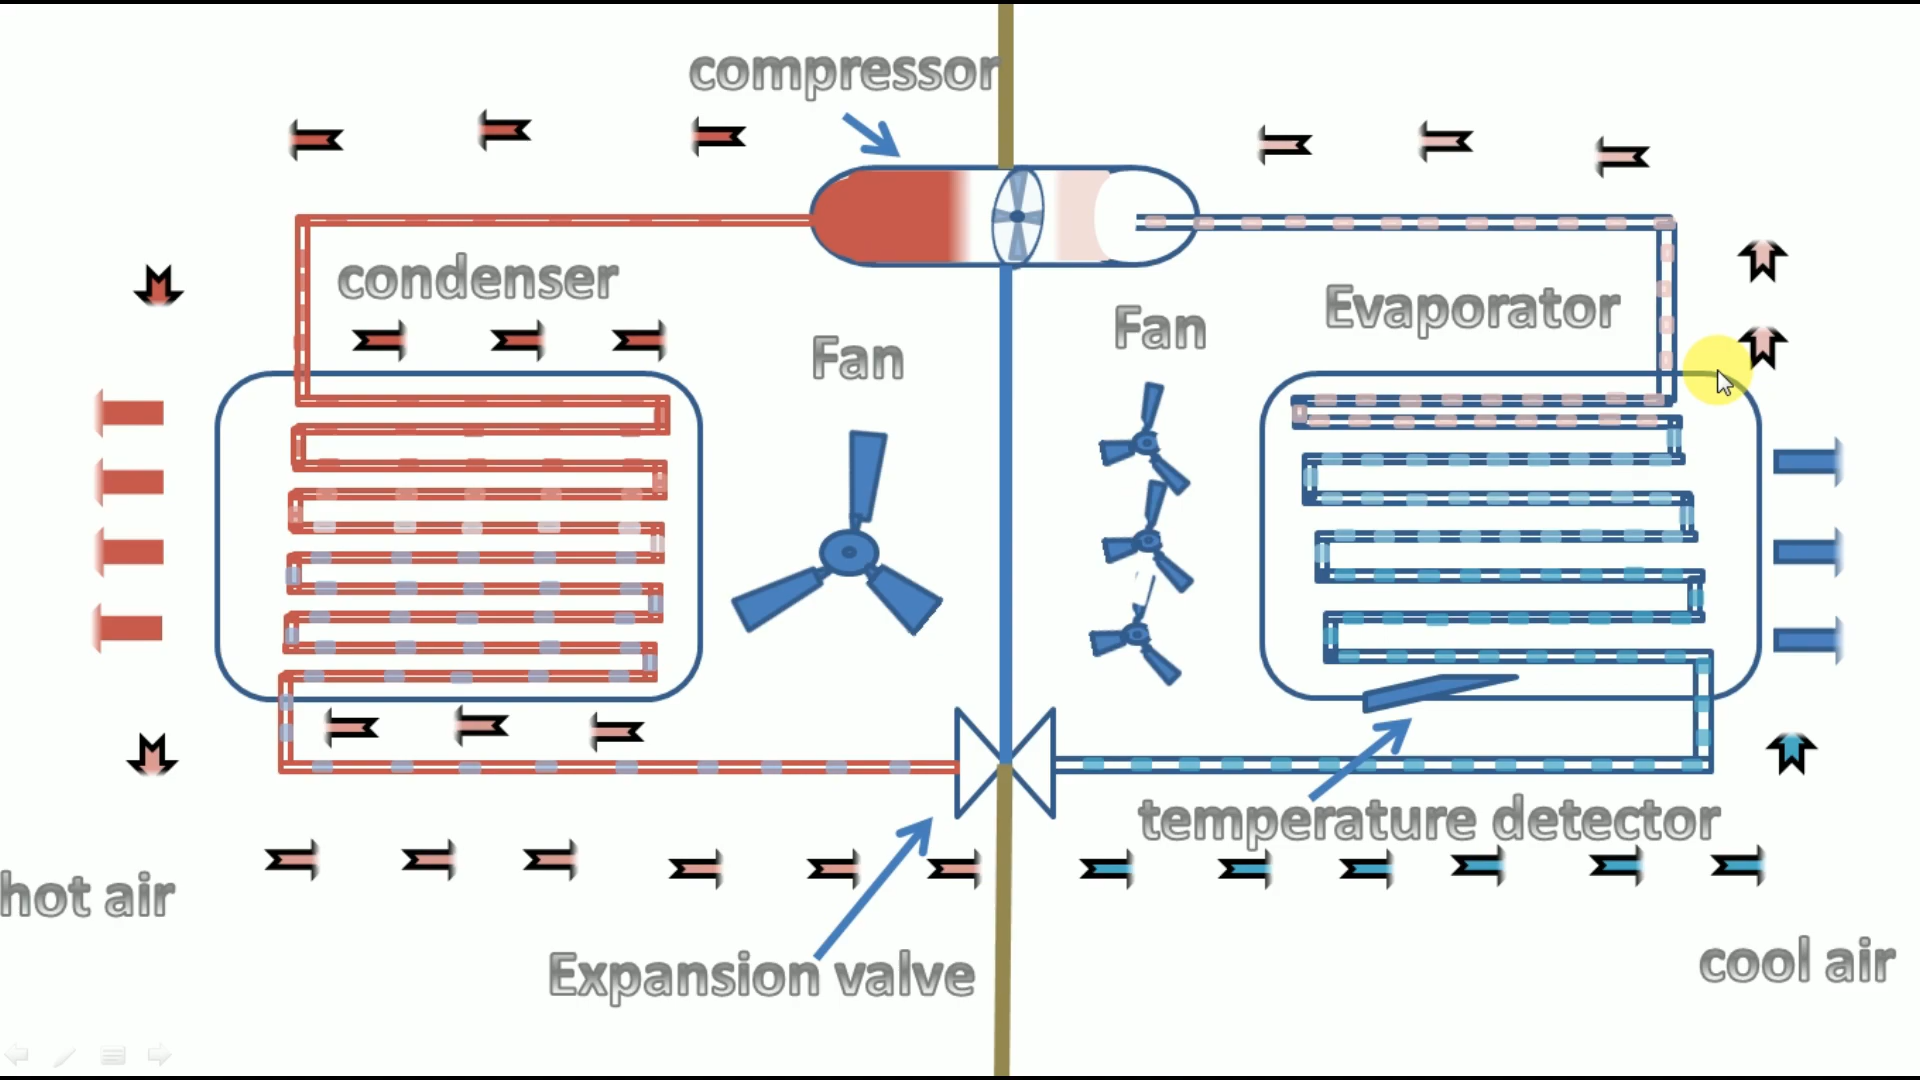 compressor
condenser
Fan
Fan
Evaporator
temperature detector
hot air
Expansion valve
cool air